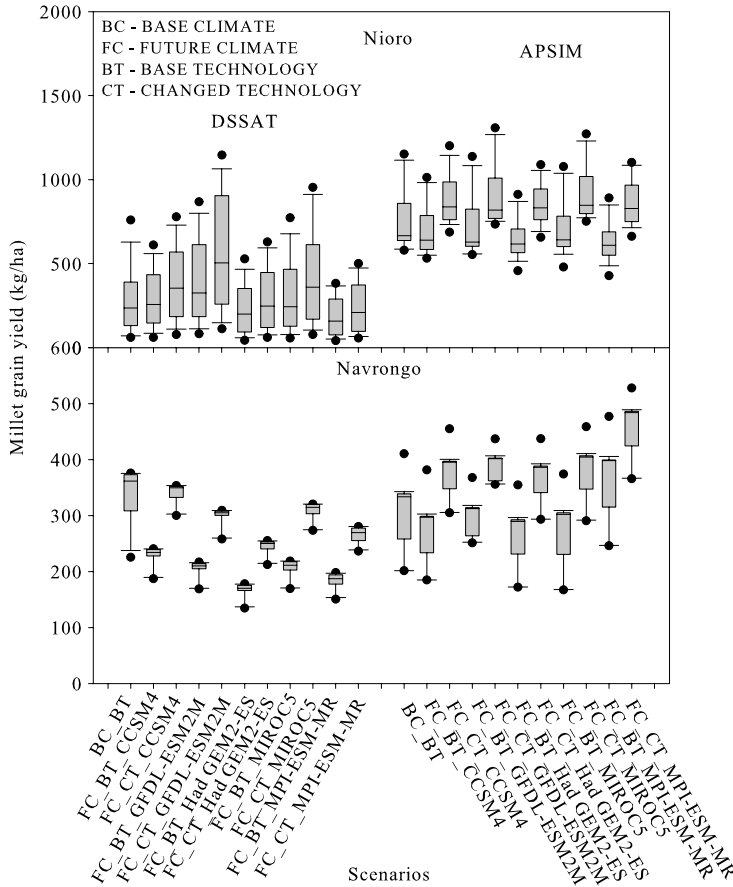 2000
BC - BASE CLIMATE
FC - FUTURE CLIMATE
BT - BASE TECHNOLOGY
CT - CHANGED TECHNOLOGY
Nioro
APSIM
DSSAT
1500
1000
500
600
Navrongo
500
400
300
200
100
0
Millet grain yield (kg/ha)
BC_BT
FC_BT_CCSM4
FC_CT_CCSM4
FC_BT_GFDL-ESM2M
FC_CT_GFDL-ESM2M
FC_BT_Had GEM2-ES
FC_CT_Had GEM2-ES
FC_BT_MIROC5
FC_CT_MIROC5
FC_BT_MPI-ESM-MR
FC_CT_MPI-ESM-MR
BC_BT
FC_BT_CCSM4
FC_CT_CCSM4
FC_BT_GFDL-ESM2M
FC_CT_GFDL-ESM2M
FC_BT_Had GEM2-ES
FC_CT_Had GEM2-ES
FC_BT_MIROC5
FC_CT_MIROC5
FC_BT_MPI-ESM-MR
FC_CT_MPI-ESM-MR
Scenarios